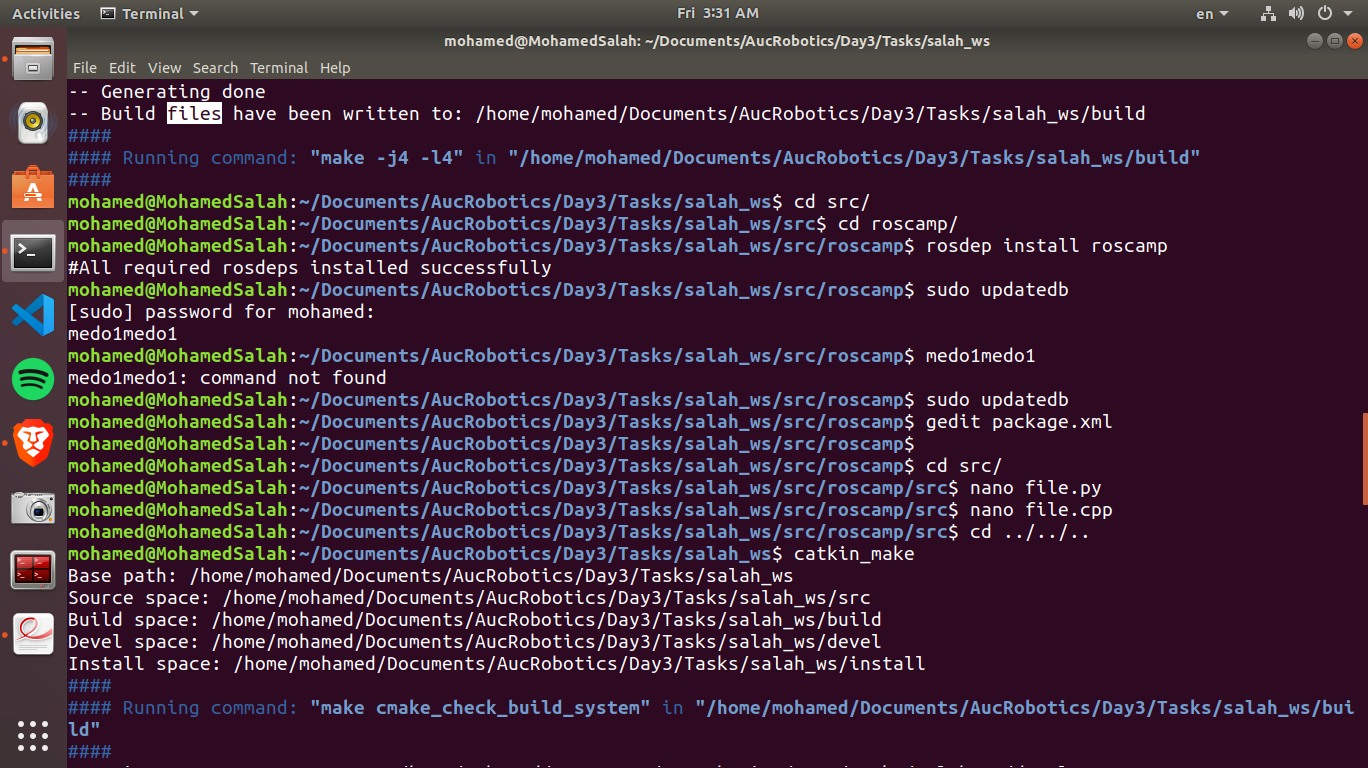 Activities Terminal Fri 3:31 AM en
mohamed@MohamedSalah: ~/Documents/AucRobotics/Day3/Tasks/salah_ws
File Edit View Search Terminal Help
-- Generating done
-- Build files have been written to: /home/mohamed/Documents/AucRobotics/Day3/Tasks/salah_ws/build
####
#### Running command: "make -j4 -l4" in "/home/mohamed/Documents/AucRobotics/Day3/Tasks/salah_ws/build"
####
mohamed@MohamedSalah:~/Documents/AucRobotics/Day3/Tasks/salah_ws$ cd src/
mohamed@MohamedSalah:~/Documents/AucRobotics/Day3/Tasks/salah_ws/src$ cd roscamp/
mohamed@MohamedSalah:~/Documents/AucRobotics/Day3/Tasks/salah_ws/src/roscamp$ rosdep install roscamp
#All required rosdeps installed successfully
mohamed@MohamedSalah:~/Documents/AucRobotics/Day3/Tasks/salah_ws/src/roscamp$ sudo updatedb
[sudo] password for mohamed:
medo1medo1
mohamed@MohamedSalah:~/Documents/AucRobotics/Day3/Tasks/salah_ws/src/roscamp$ medo1medo1
medo1medo1: command not found
mohamed@MohamedSalah:~/Documents/AucRobotics/Day3/Tasks/salah_ws/src/roscamp$ sudo updatedb
mohamed@MohamedSalah:~/Documents/AucRobotics/Day3/Tasks/salah_ws/src/roscamp$ gedit package.xml
mohamed@MohamedSalah:~/Documents/AucRobotics/Day3/Tasks/salah_ws/src/roscamp$
mohamed@MohamedSalah:~/Documents/AucRobotics/Day3/Tasks/salah_ws/src/roscamp$ cd src/
mohamed@MohamedSalah:~/Documents/AucRobotics/Day3/Tasks/salah_ws/src/roscamp/src$ nano file.py
mohamed@MohamedSalah:~/Documents/AucRobotics/Day3/Tasks/salah_ws/src/roscamp/src$ nano file.cpp
mohamed@MohamedSalah:~/Documents/AucRobotics/Day3/Tasks/salah_ws/src/roscamp/src$ cd ../../..
mohamed@MohamedSalah:~/Documents/AucRobotics/Day3/Tasks/salah_ws$ catkin_make
Base path: /home/mohamed/Documents/AucRobotics/Day3/Tasks/salah_ws
Source space: /home/mohamed/Documents/AucRobotics/Day3/Tasks/salah_ws/src
Build space: /home/mohamed/Documents/AucRobotics/Day3/Tasks/salah_ws/build
Devel space: /home/mohamed/Documents/AucRobotics/Day3/Tasks/salah_ws/devel
Install space: /home/mohamed/Documents/AucRobotics/Day3/Tasks/salah_ws/install
####
#### Running command: "make cmake_check_build_system" in "/home/mohamed/Documents/AucRobotics/Day3/Tasks/salah_ws/bui
ld"
####